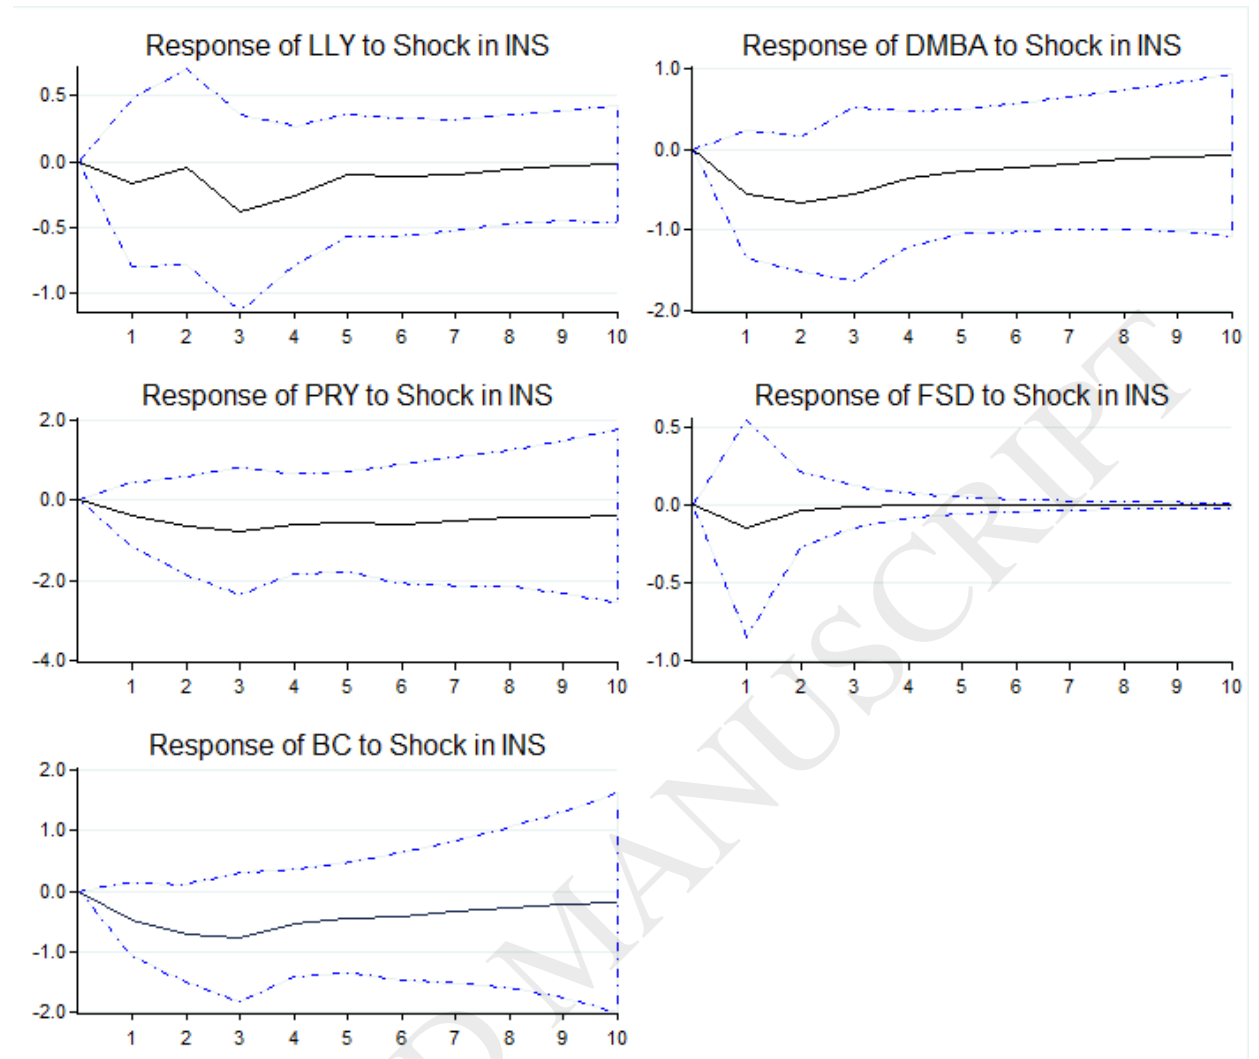 Response of LLY to Shock in INS
0.5
0.0
-0.5
-1.0
1 2 3 4 5 6 7 8 9 10
Response of DMBA to Shock in INS
1.0
0.0
-1.0
-2.0
1 2 3 4 5 6 7 8 9 10
Response of PRY to Shock in INS
2.0
0.0
-2.0
-4.0
1 2 3 4 5 6 7 8 9 10
Response of FSD to Shock in INS
0.5
0.0
-0.5
-1.0
1 2 3 4 5 6 7 8 9 10
Response of BC to Shock in INS
2.0
1.0
0.0
-1.0
-2.0
1 2 3 4 5 6 7 8 9 10
D MANUSCRIPT